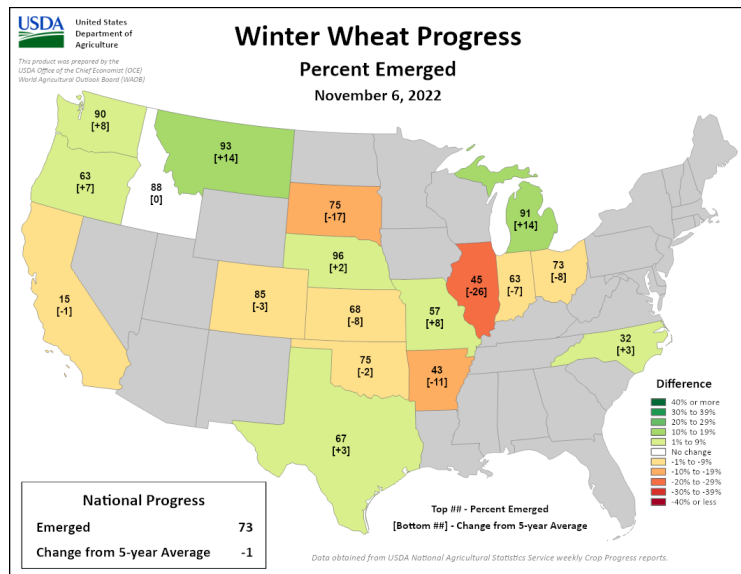 USDA
United States
Department of
Agriculture
This product was prepared by the
USDA Office of the Chief Economist (OCE)
World Agricultural Outlook Board (WAOB)
Winter Wheat Progress
Percent Emerged
November 6, 2022
90
[+8]
93
[+14]
63
[+7]
88
[0]
75
[-17]
91
[+14]
96
[+2]
15
[-1]
85
[-3]
68
[-8]
57
[+8]
45
[-26]
63
[-7]
73
[-8]
75
[-2]
43
[-11]
32
[+3]
67
[+3]
Difference
40% or more
30% to 39%
20% to 29%
10% to 19%
1% to 9%
No change
-1% to -9%
-10% to -19%
-20% to -29%
-30% to -39%
-40% or less
National Progress
Emerged 73
Change from 5-year Average -1
Top ## - Percent Emerged
[Bottom ##] - Change from 5-year Average
Data obtained from USDA National Agricultural Statistics Service weekly Crop Progress reports.